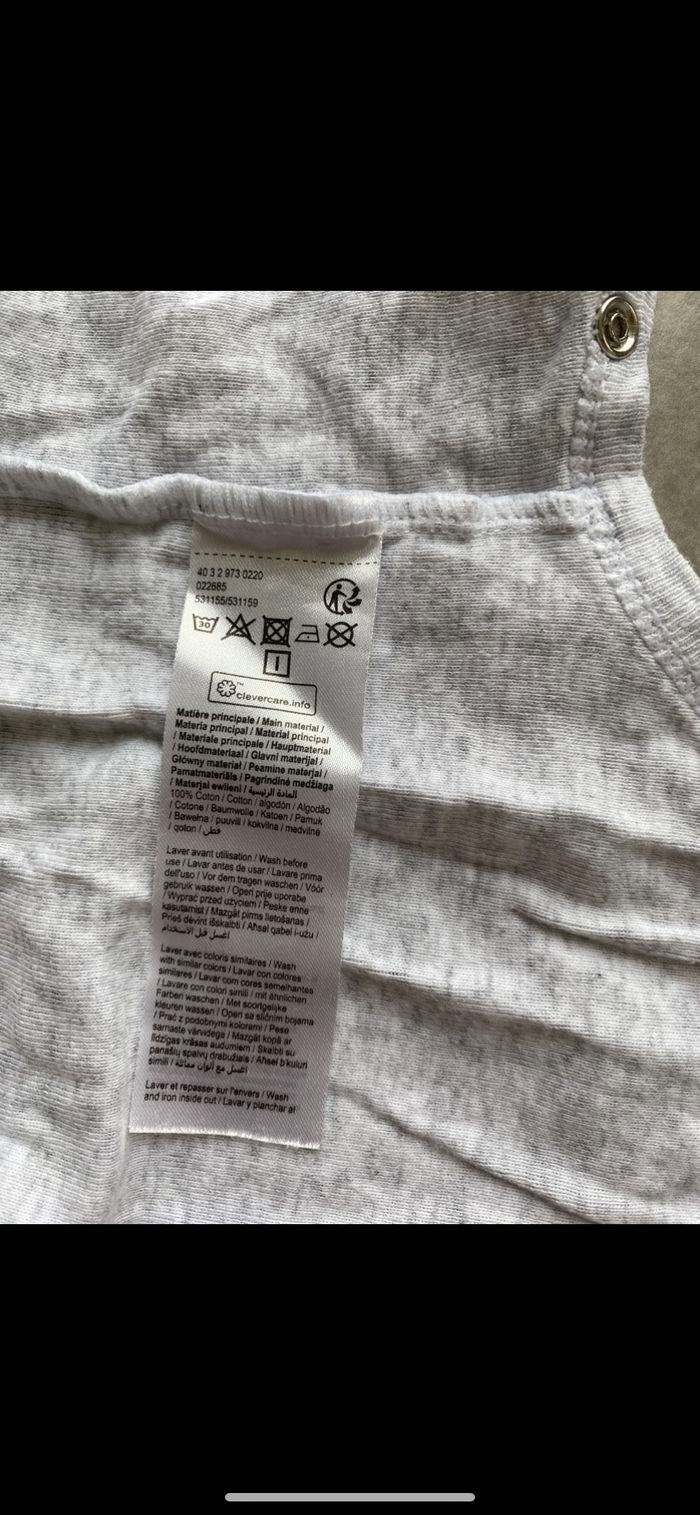 40 3 2 973 0220
022685
531155/531159
30
clevercare.info™
Matière principale / Main material /
Materia principal / Material principal
/ Materiale principale / Hauptmaterial
/ Hoofdmateriaal / Glavni materijal /
Główny materiał / Peamine materjal /
Pamatmateriāls / Pagrindinė medžiaga
/ Materjal ewlieni / المادة الرئيسية
100% Coton / Cotton / algodón / Algodão
/ Cotone / Baumwolle / Katoen / Pamuk
/ Bawełna / puuvill / kokvilna / medvilnė
/ qoton / قطن
Laver avant utilisation / Wash before
use / Lavar antes de usar / Lavare prima
dell'uso / Vor dem tragen waschen / Vóór
gebruik wassen / Operi prije uporabe
/ Wyprać przed użyciem / Peske enne
kasutamist / Mazgāt pirms lietošanas /
Prieš dėvint išskalbti / Aħsel qabel l-użu /
اغسل قبل الاستخدام
Laver avec coloris similaires / Wash
with similar colors / Lavar con colores
similares / Lavar com cores semelhantes
/ Lavare con colori simili / mit ähnlichen
Farben waschen / Met soortgelijke
kleuren wassen / Operi sa sličnim bojama
/ Prać z podobnymi kolorami / Pese
sarnaste värvidega / Mazgāt kopā ar
līdzīgas krāsas audumiem / Skalbti su
panašių spalvų drabužiais / Aħsel b'kuluri
simili / اغسل مع ألوان مماثلة
Laver et repasser sur l'envers / Wash
and iron inside out / Lavar y planchar al